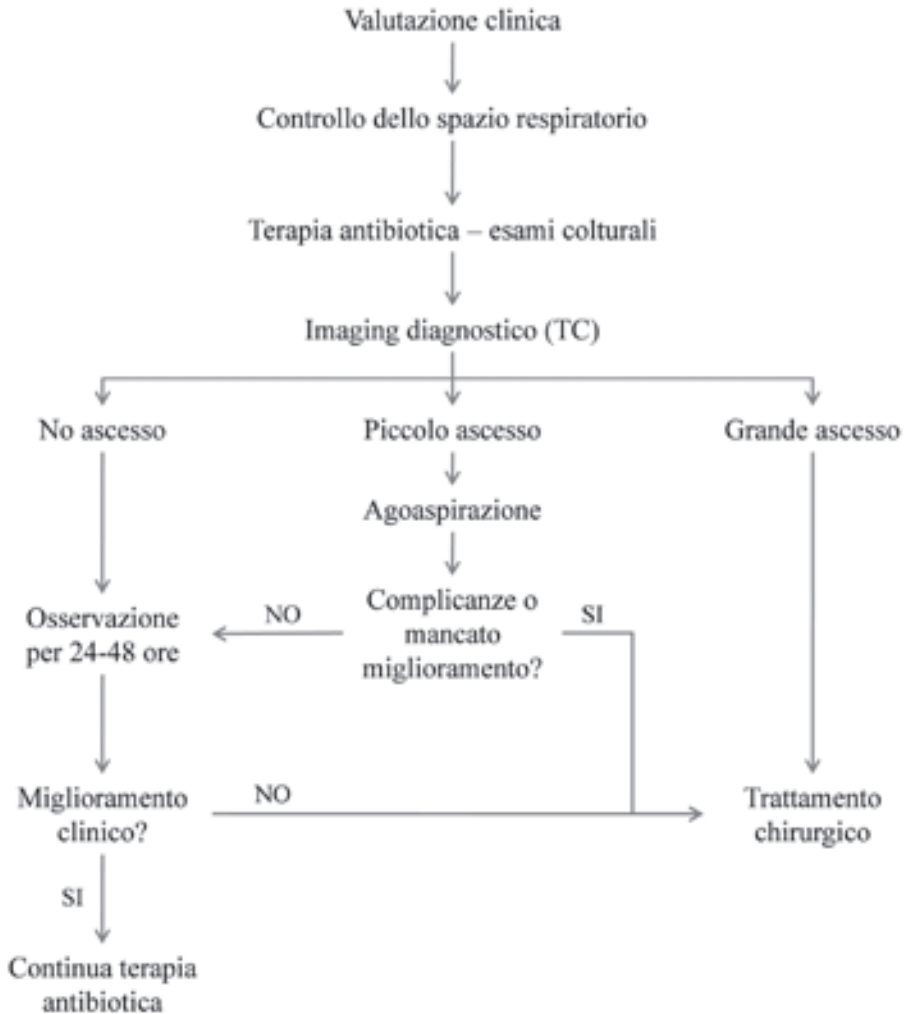 Valutazione clinica
Controllo dello spazio respiratorio
Terapia antibiotica – esami colturali
Imaging diagnostico (TC)
No ascesso
Piccolo ascesso
Grande ascesso
Agoaspirazione
Osservazione
per 24-48 ore
NO
Complicanze o
mancato
miglioramento?
SI
Miglioramento
clinico?
NO
Trattamento
chirurgico
SI
Continua terapia
antibiotica